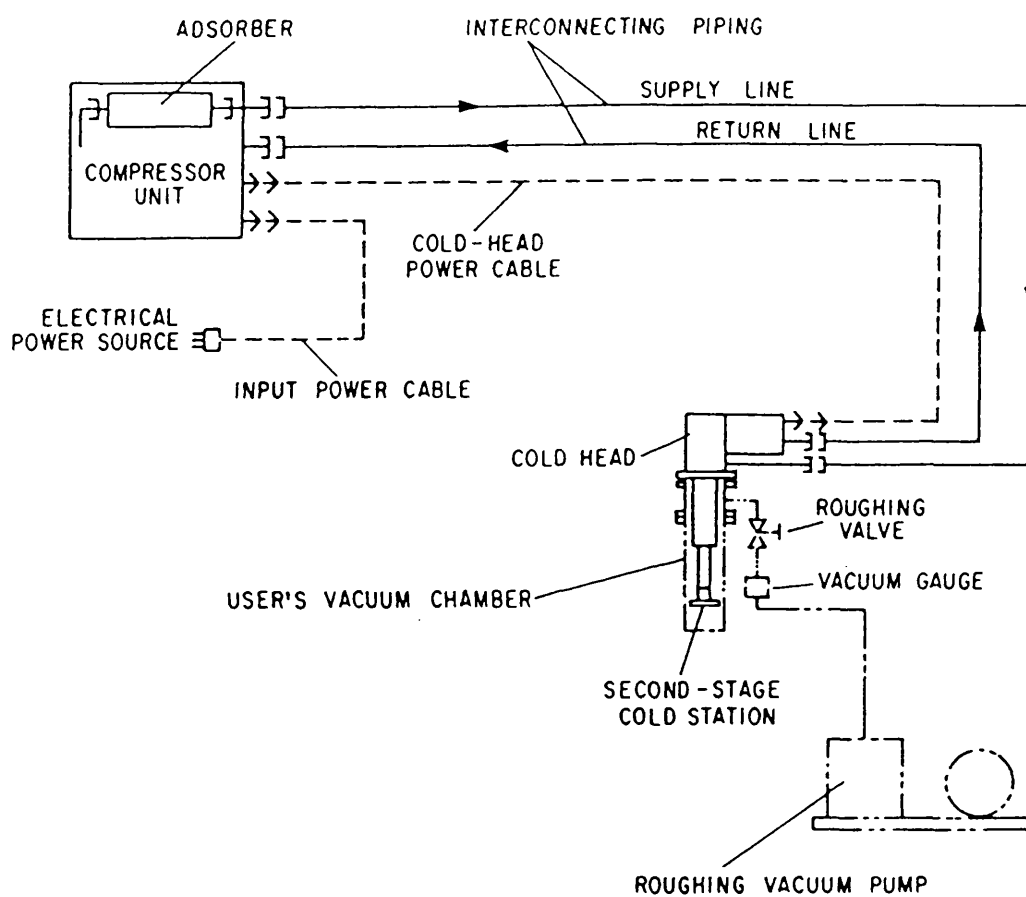 ADSORBER
INTERCONNECTING PIPING
SUPPLY LINE
RETURN LINE
COMPRESSOR
UNIT
COLD-HEAD
POWER CABLE
ELECTRICAL
POWER SOURCE
INPUT POWER CABLE
COLD HEAD
ROUGHING
VALVE
VACUUM GAUGE
USER'S VACUUM CHAMBER
SECOND-STAGE
COLD STATION
ROUGHING VACUUM PUMP